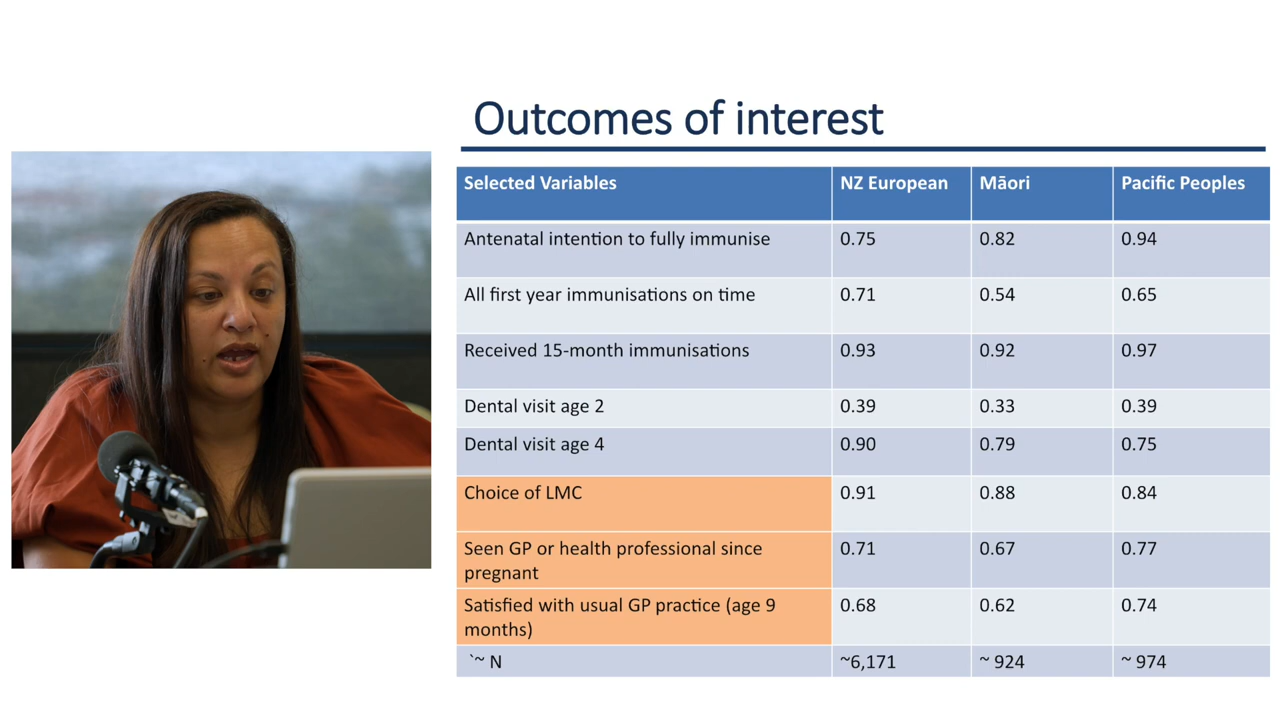 Outcomes of interest
Selected Variables NZ European Māori Pacific Peoples
Antenatal intention to fully immunise 0.75 0.82 0.94
All first year immunisations on time 0.71 0.54 0.65
Received 15-month immunisations 0.93 0.92 0.97
Dental visit age 2 0.39 0.33 0.39
Dental visit age 4 0.90 0.79 0.75
Choice of LMC 0.91 0.88 0.84
Seen GP or health professional since 0.71 0.67 0.77
pregnant
Satisfied with usual GP practice (age 9 0.68 0.62 0.74
months)
`~ N ~6,171 ~ 924 ~ 974